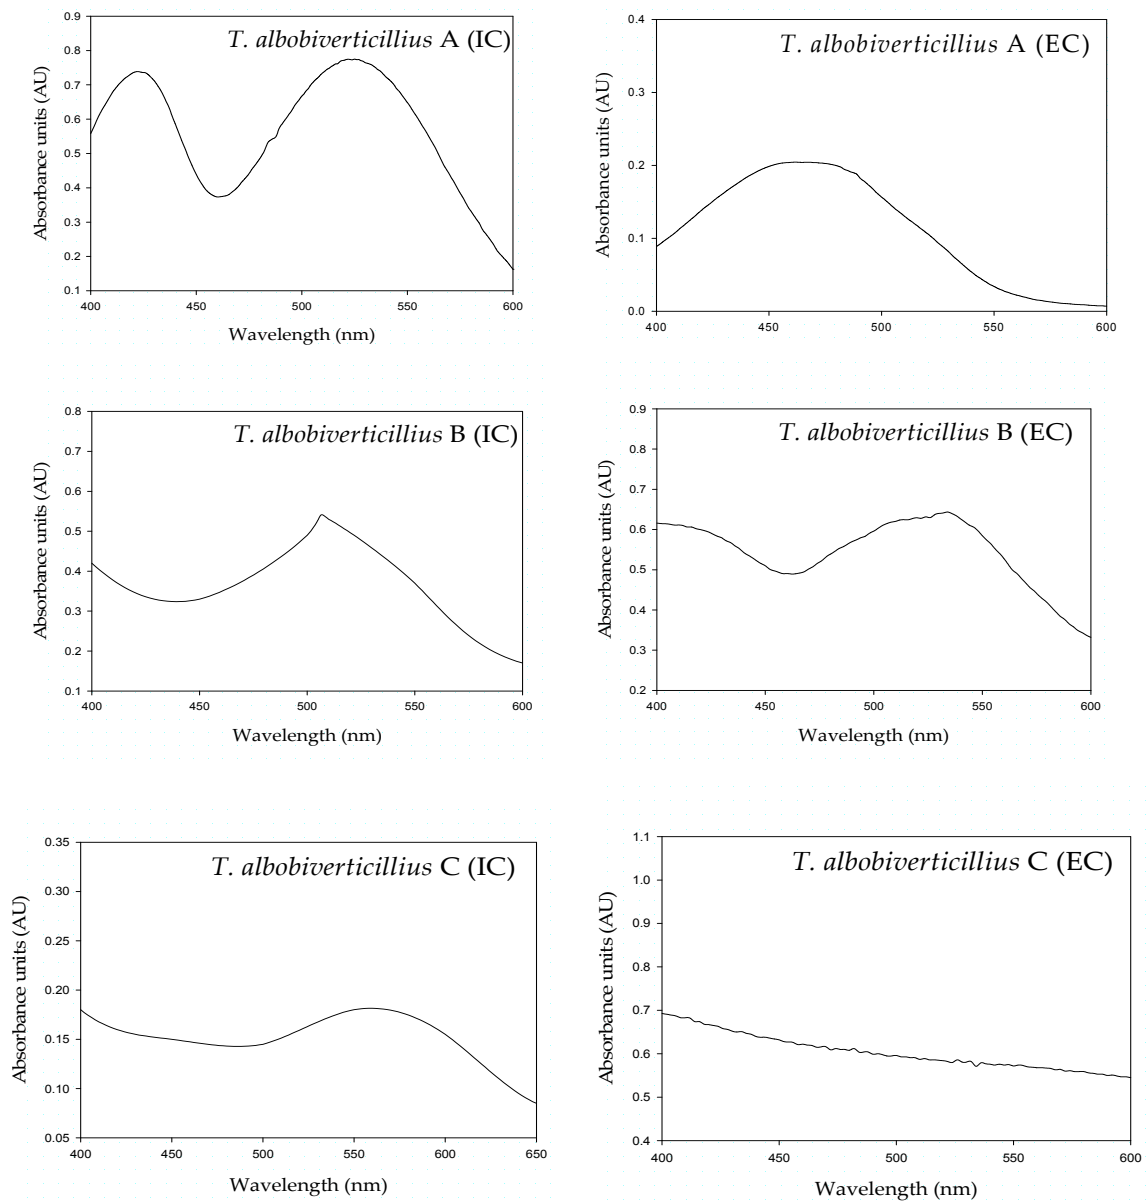 T. albobiverticillius A (IC)
Absorbance units (AU)
0.9
0.8
0.7
0.6
0.5
0.4
0.3
0.2
0.1
400 450 500 550 600
Wavelength (nm)
T. albobiverticillius A (EC)
Absorbance units (AU)
0.4
0.3
0.2
0.1
0.0
400 450 500 550 600
T. albobiverticillius B (IC)
Absorbance units (AU)
0.8
0.7
0.6
0.5
0.4
0.3
0.2
0.1
400 450 500 550 600
Wavelength (nm)
T. albobiverticillius B (EC)
Absorbance units (AU)
0.9
0.8
0.7
0.6
0.5
0.4
0.3
0.2
400 450 500 550 600
Wavelength (nm)
T. albobiverticillius C (IC)
Absorbance units (AU)
0.35
0.30
0.25
0.20
0.15
0.10
0.05
400 450 500 550 600 650
Wavelength (nm)
T. albobiverticillius C (EC)
Absorbance units (AU)
1.1
1.0
0.9
0.8
0.7
0.6
0.5
0.4
400 450 500 550 600
Wavelength (nm)